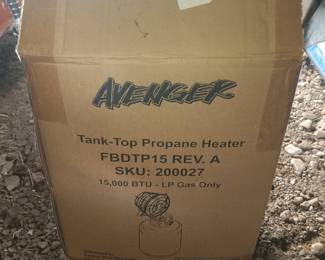 AVENGER
Tank-Top Propane Heater
FBDTP15 REV. A
SKU: 200027
15,000 BTU - LP Gas Only